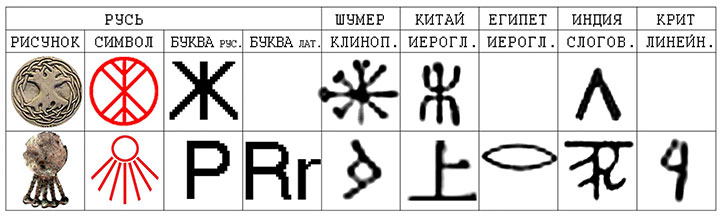 РУСЬ ШУМЕР КИТАЙ ЕГИПЕТ ИНДИЯ КРИТ
РИСУНОК СИМВОЛ БУКВА РУС. БУКВА ЛАТ. КЛИНОП. ИЕРОГЛ. ИЕРОГЛ. СЛОГОВ. ЛИНЕЙН.
Ж
Р Rr